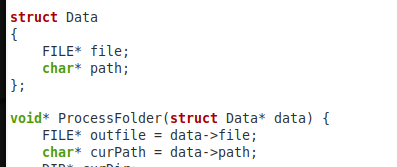 struct Data
{
    FILE* file;
    char* path;
};

void* ProcessFolder(struct Data* data) {
    FILE* outfile = data->file;
    char* curPath = data->path;